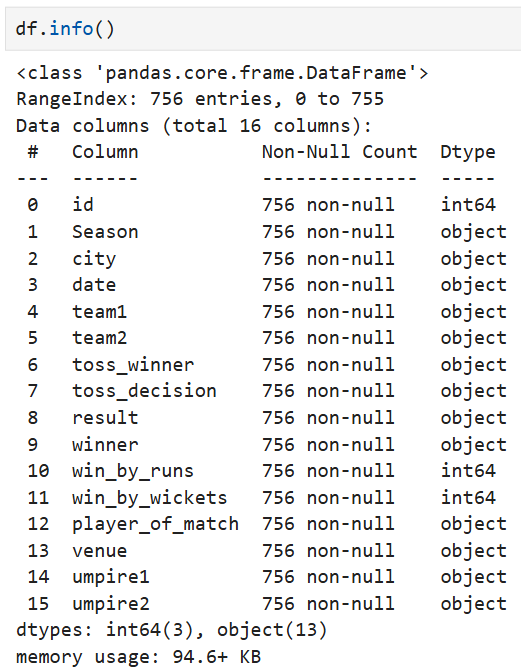 df.info()
<class 'pandas.core.frame.DataFrame'>
RangeIndex: 756 entries, 0 to 755
Data columns (total 16 columns):
 #   Column           Non-Null Count  Dtype
---  ------           --------------  -----
 0   id               756 non-null    int64
 1   Season           756 non-null    object
 2   city             756 non-null    object
 3   date             756 non-null    object
 4   team1            756 non-null    object
 5   team2            756 non-null    object
 6   toss_winner      756 non-null    object
 7   toss_decision    756 non-null    object
 8   result           756 non-null    object
 9   winner           756 non-null    object
 10  win_by_runs      756 non-null    int64
 11  win_by_wickets   756 non-null    int64
 12  player_of_match  756 non-null    object
 13  venue            756 non-null    object
 14  umpire1          756 non-null    object
 15  umpire2          756 non-null    object
dtypes: int64(3), object(13)
memory usage: 94.6+ KB